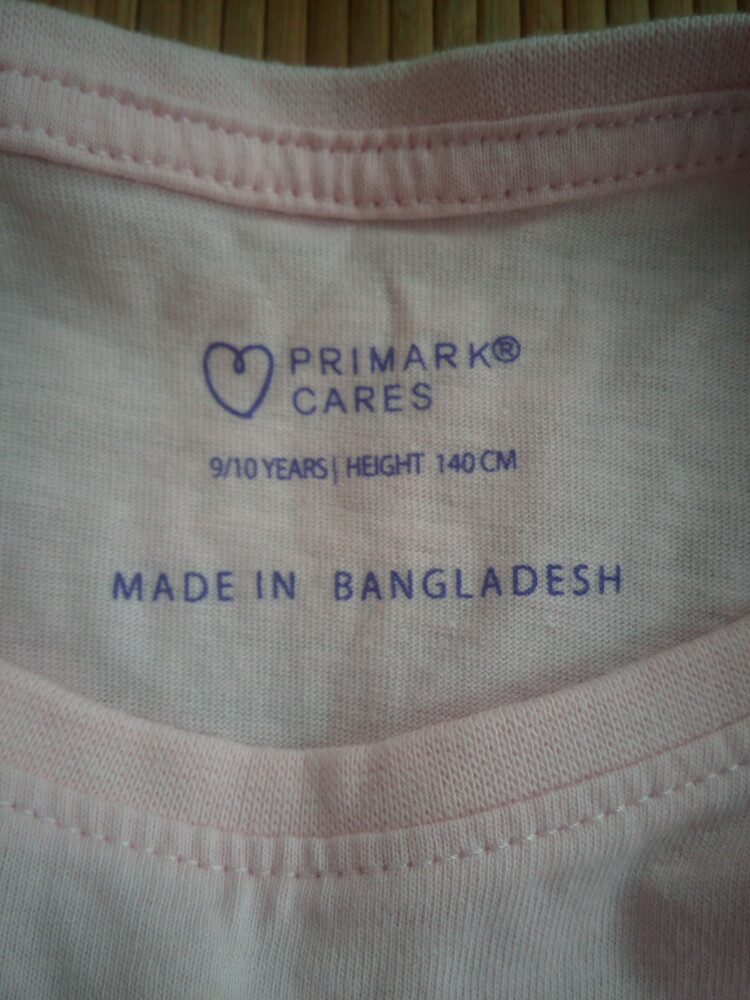 PRIMARK®
CARES
9/10 YEARS | HEIGHT 140 CM
MADE IN BANGLADESH